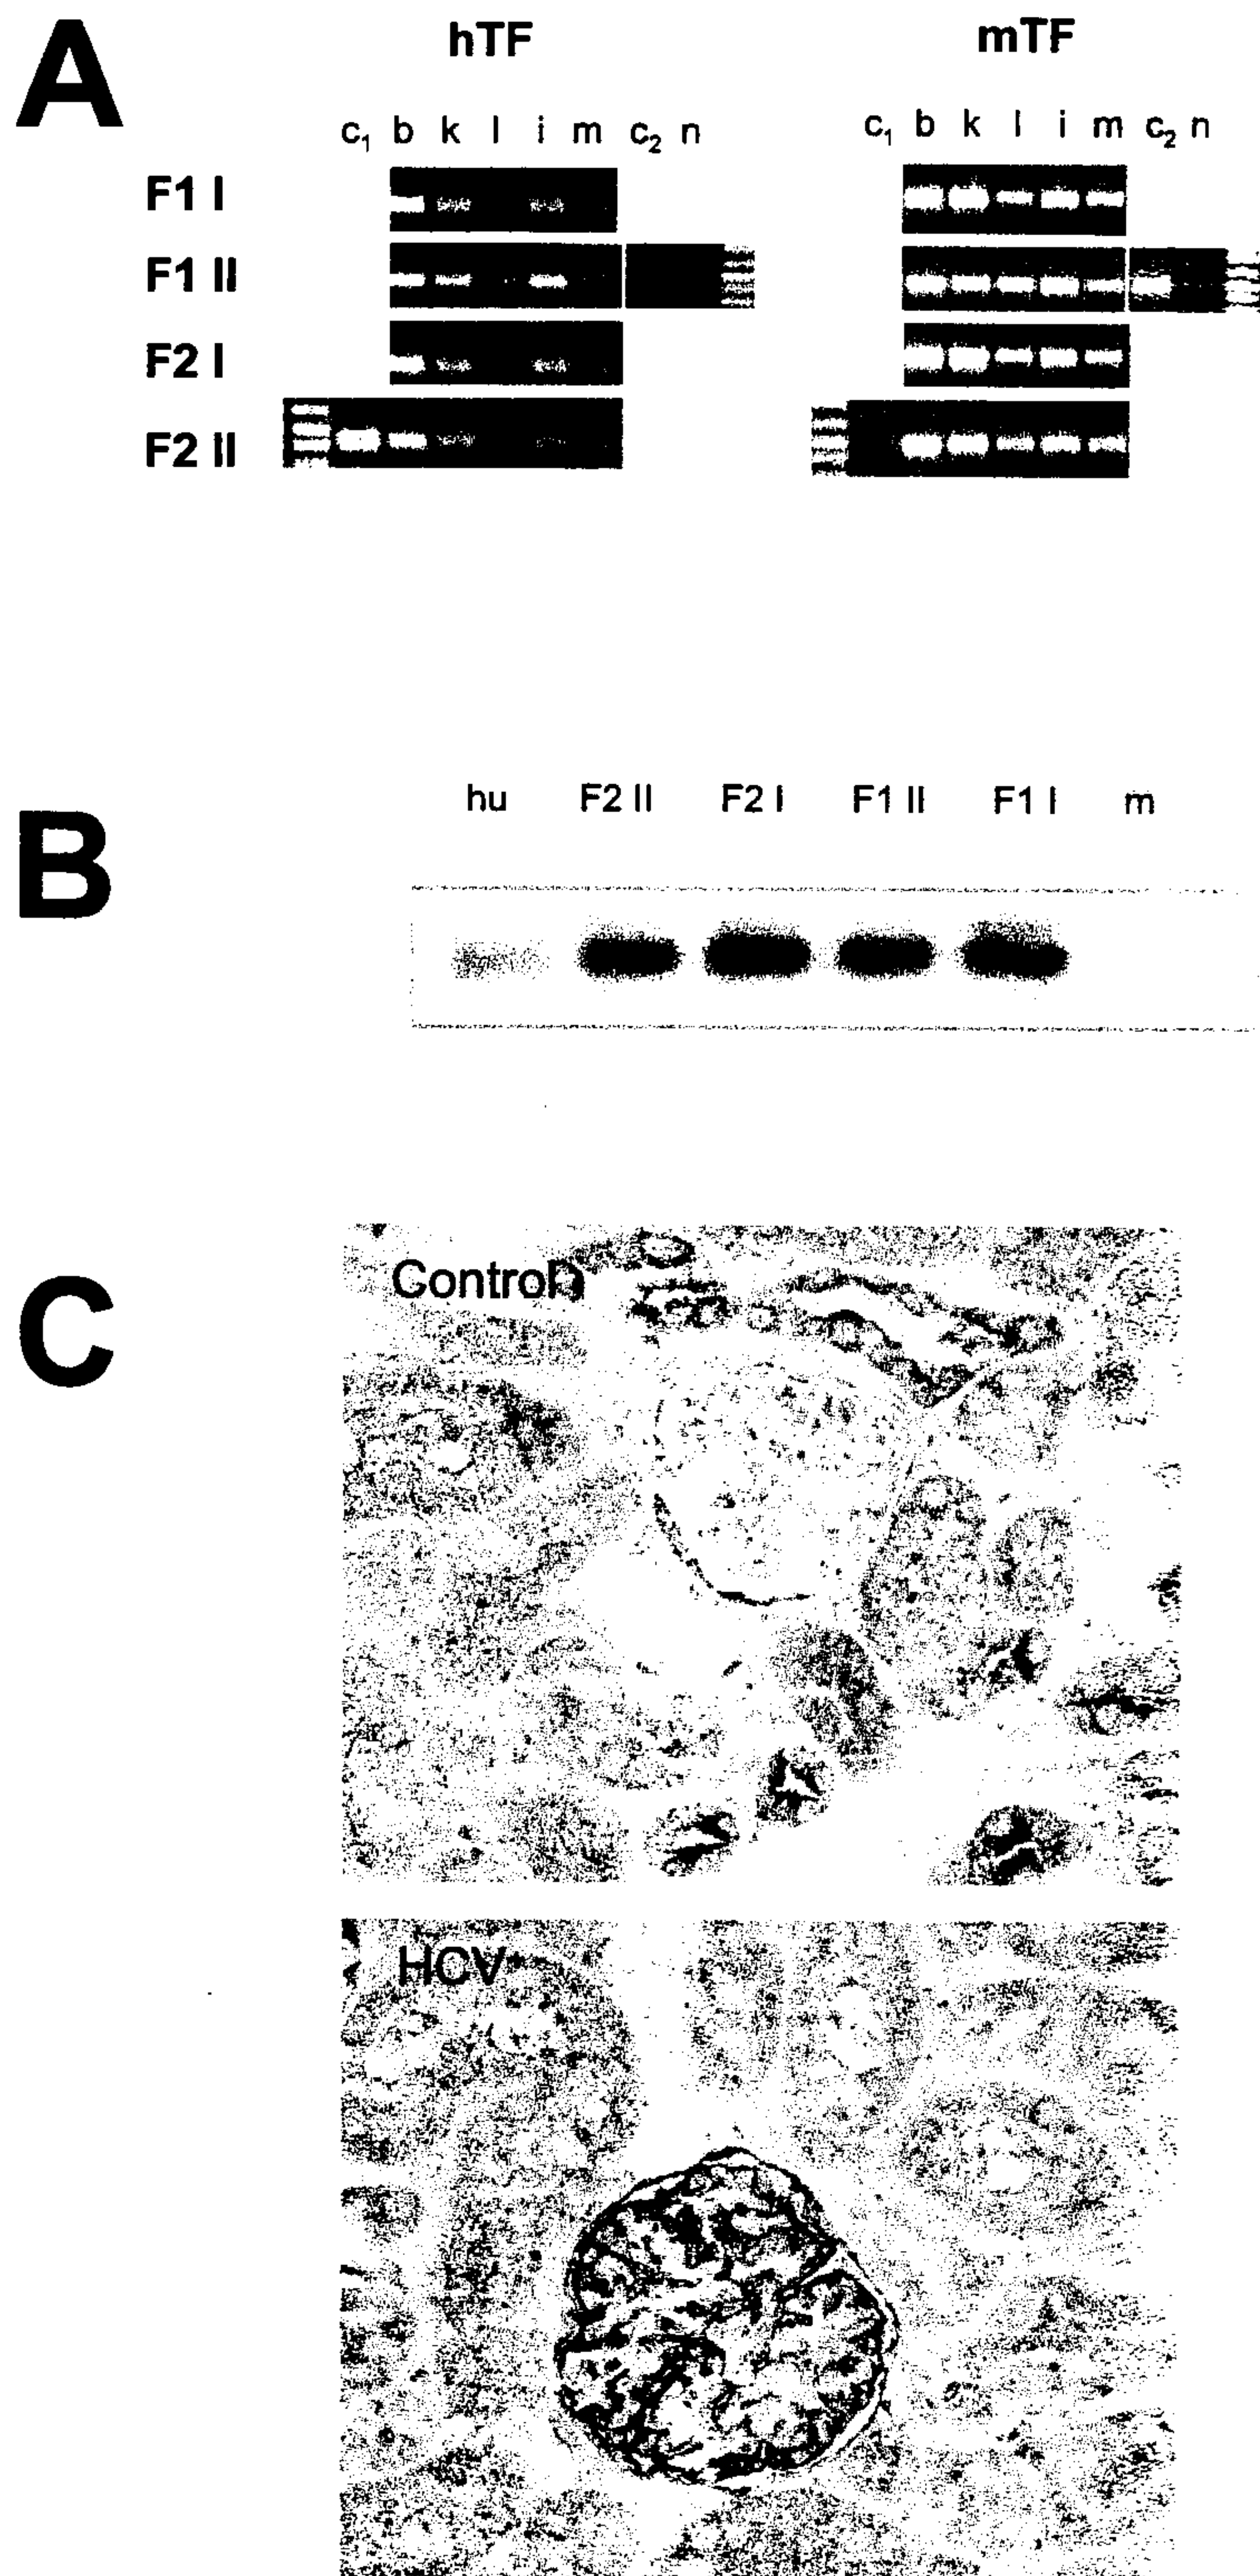 A
hTF
mTF
c1 b k l i m c2 n
c1 b k l i m c2 n
F1 I
F1 II
F2 I
F2 II
B
hu F2 II F2 I F1 II F1 I m
C
Control
HCV